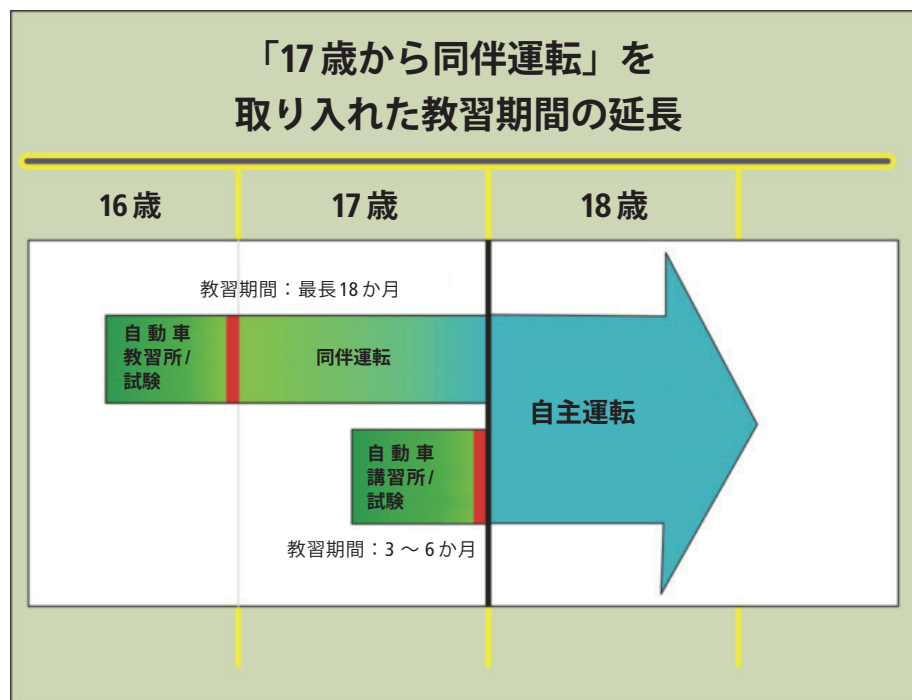 「17歳から同伴運転」を
取り入れた教習期間の延長
16歳
17歳
18歳
教習期間：最長18か月
自動車
教習所/
試験
同伴運転
自主運転
自動車
講習所/
試験
教習期間：3～6か月